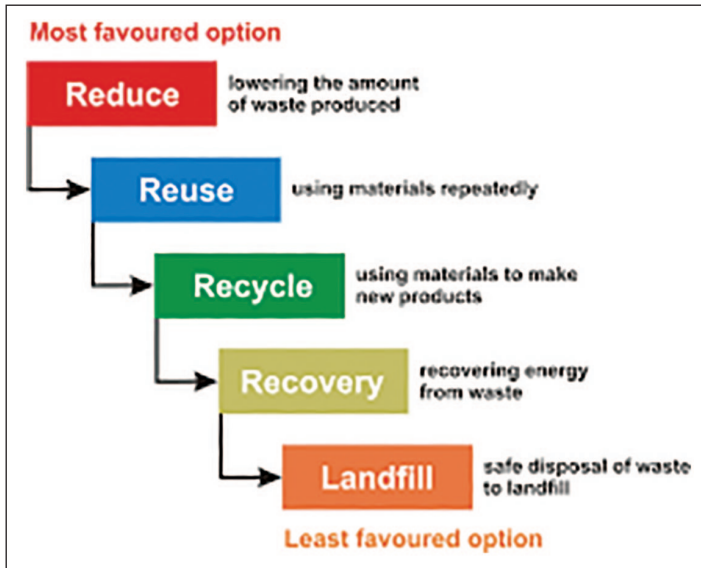 Most favoured option
Reduce
lowering the amount
of waste produced
Reuse
using materials repeatedly
Recycle
using materials to make
new products
Recovery
recovering energy
from waste
Landfill
safe disposal of waste
to landfill
Least favoured option